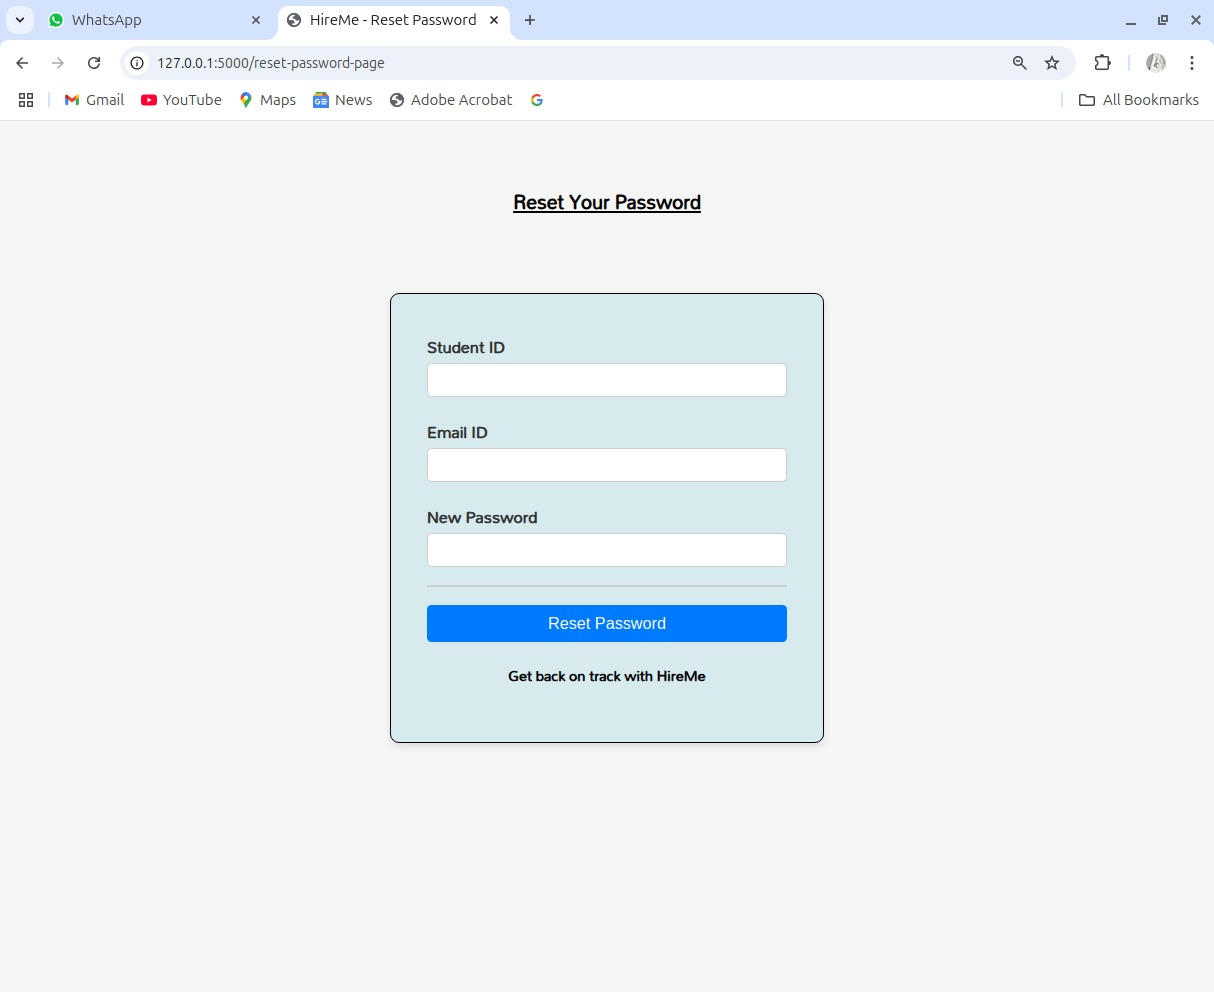 WhatsApp
HireMe - Reset Password
127.0.0.1:5000/reset-password-page
Gmail
YouTube
Maps
News
Adobe Acrobat
All Bookmarks
Reset Your Password
Student ID
Email ID
New Password
Reset Password
Get back on track with HireMe